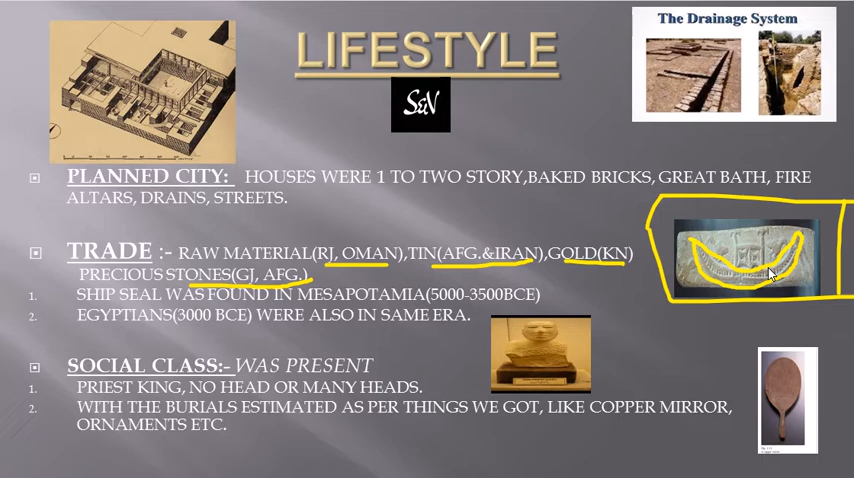 LIFESTYLE
The Drainage System
S&V
PLANNED CITY: HOUSES WERE 1 TO TWO STORY,BAKED BRICKS, GREAT BATH, FIRE
ALTARS, DRAINS, STREETS.
TRADE :- RAW MATERIAL(RJ, OMAN),TIN(AFG.&IRAN),GOLD(KN)
PRECIOUS STONES(GJ, AFG.)
1. SHIP SEAL WAS FOUND IN MESAPOTAMIA(5000-3500BCE)
2. EGYPTIANS(3000 BCE) WERE ALSO IN SAME ERA.
SOCIAL CLASS:- WAS PRESENT
1. PRIEST KING, NO HEAD OR MANY HEADS.
2. WITH THE BURIALS ESTIMATED AS PER THINGS WE GOT, LIKE COPPER MIRROR,
ORNAMENTS ETC.